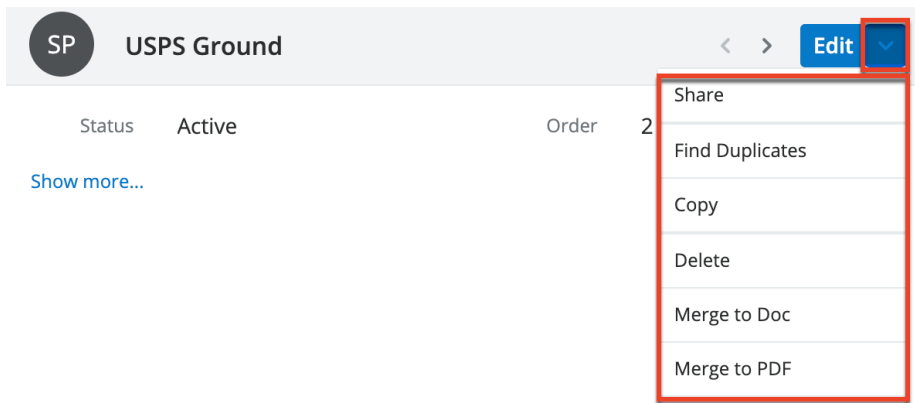 SP USPS Ground Edit
Share
Status Active Order 2
Find Duplicates
Show more...
Copy
Delete
Merge to Doc
Merge to PDF